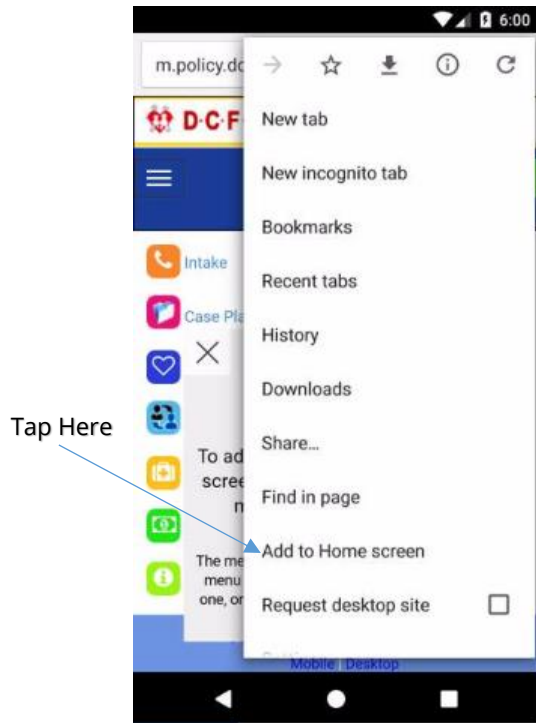 6:00
m.policy.dc
D·C·F
New tab
New incognito tab
Bookmarks
Intake
Recent tabs
Case Pla
History
Downloads
Tap Here
Share...
To ad
scree
Find in page
Add to Home screen
The me
menu
one, or
Request desktop site
Mobile | Desktop